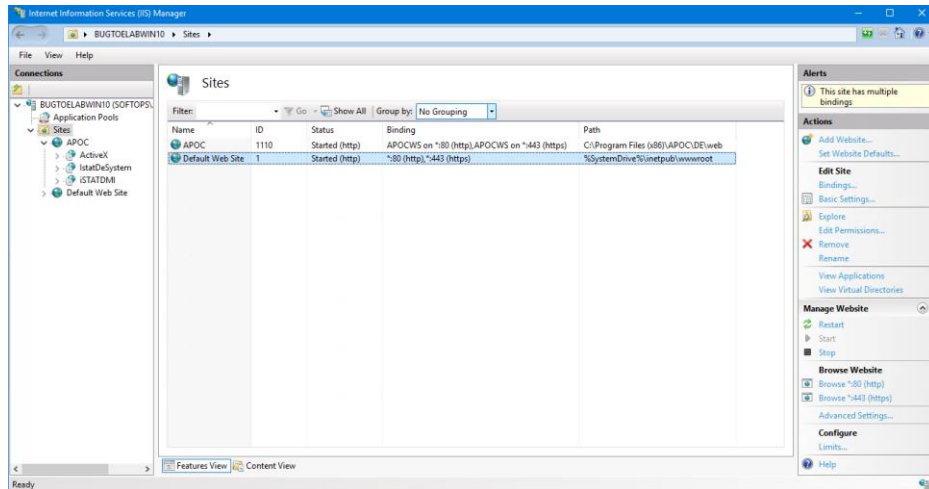 Internet Information Services (IIS) Manager
BUGTOELABWIN10 Sites
File View Help
Connections
BUGTOELABWIN10 (SOFTOPS\
Application Pools
Sites
APOC
ActiveX
IstatDeSystem
iSTATDMI
Default Web Site
Sites
Filter: Go Show All Group by: No Grouping
Name ID Status Binding Path
APOC 1110 Started (http) APOCWS on *:80 (http),APOCWS on *:443 (https) C:\Program Files (x86)\APOC\DE\web
Default Web Site 1 Started (http) *:80 (http),*:443 (https) %SystemDrive%\inetpub\wwwroot
Features View Content View
Ready
Alerts
This site has multiple
bindings
Actions
Add Website...
Set Website Defaults...
Edit Site
Bindings...
Basic Settings...
Explore
Edit Permissions...
Remove
Rename
View Applications
View Virtual Directories
Manage Website
Restart
Start
Stop
Browse Website
Browse *:80 (http)
Browse *:443 (https)
Advanced Settings...
Configure
Limits...
Help